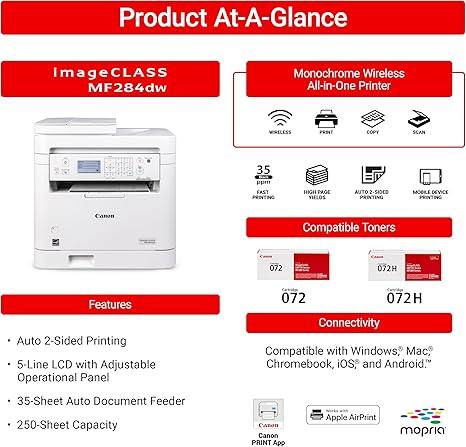 Product At-A-Glance
imageCLASS
MF284dw
Monochrome Wireless
All-in-One Printer
WIRELESS
PRINT
COPY
SCAN
35
Black
ppm
FAST
PRINTING
HIGH PAGE
YIELDS
AUTO 2-SIDED
PRINTING
MOBILE DEVICE
PRINTING
Canon
Compatible Toners
Canon
072
Canon
072H
Cartridge
072
Cartridge
072H
Features
• Auto 2-Sided Printing
• 5-Line LCD with Adjustable
Operational Panel
• 35-Sheet Auto Document Feeder
• 250-Sheet Capacity
Connectivity
Compatible with Windows,® Mac,®
Chromebook, iOS,® and Android.™
Canon
PRINT App
Works with
Apple AirPrint
mopria